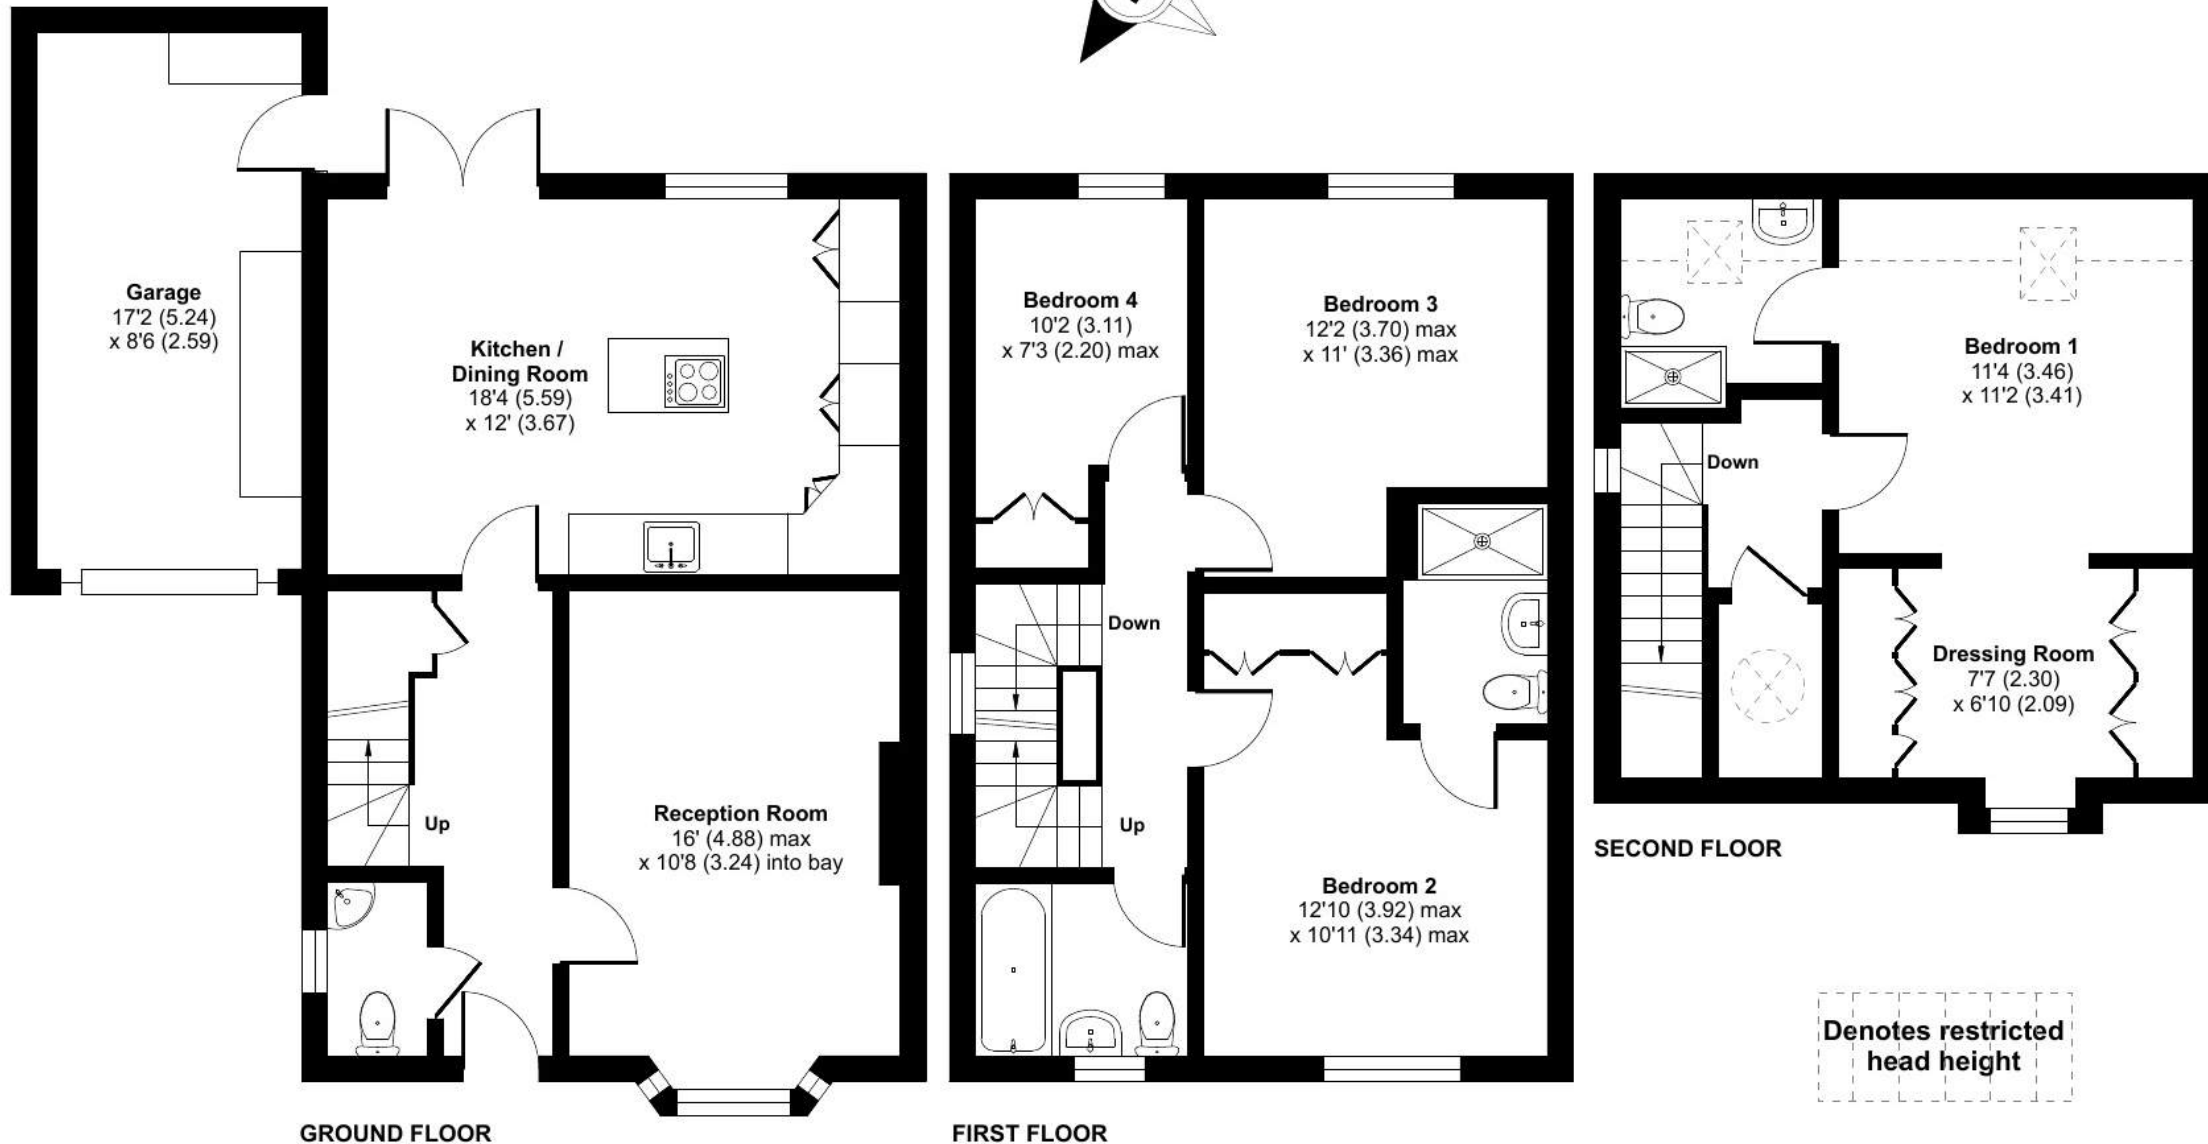 Garage
17'2 (5.24)
x 8'6 (2.59)
Kitchen /
Dining Room
18'4 (5.59)
x 12' (3.67)
Up
Reception Room
16' (4.88) max
x 10'8 (3.24) into bay
GROUND FLOOR
Bedroom 4
10'2 (3.11)
x 7'3 (2.20) max
Bedroom 3
12'2 (3.70) max
x 11' (3.36) max
Down
Up
Bedroom 2
12'10 (3.92) max
x 10'11 (3.34) max
FIRST FLOOR
Bedroom 1
11'4 (3.46)
x 11'2 (3.41)
Down
Dressing Room
7'7 (2.30)
x 6'10 (2.09)
SECOND FLOOR
Denotes restricted
head height